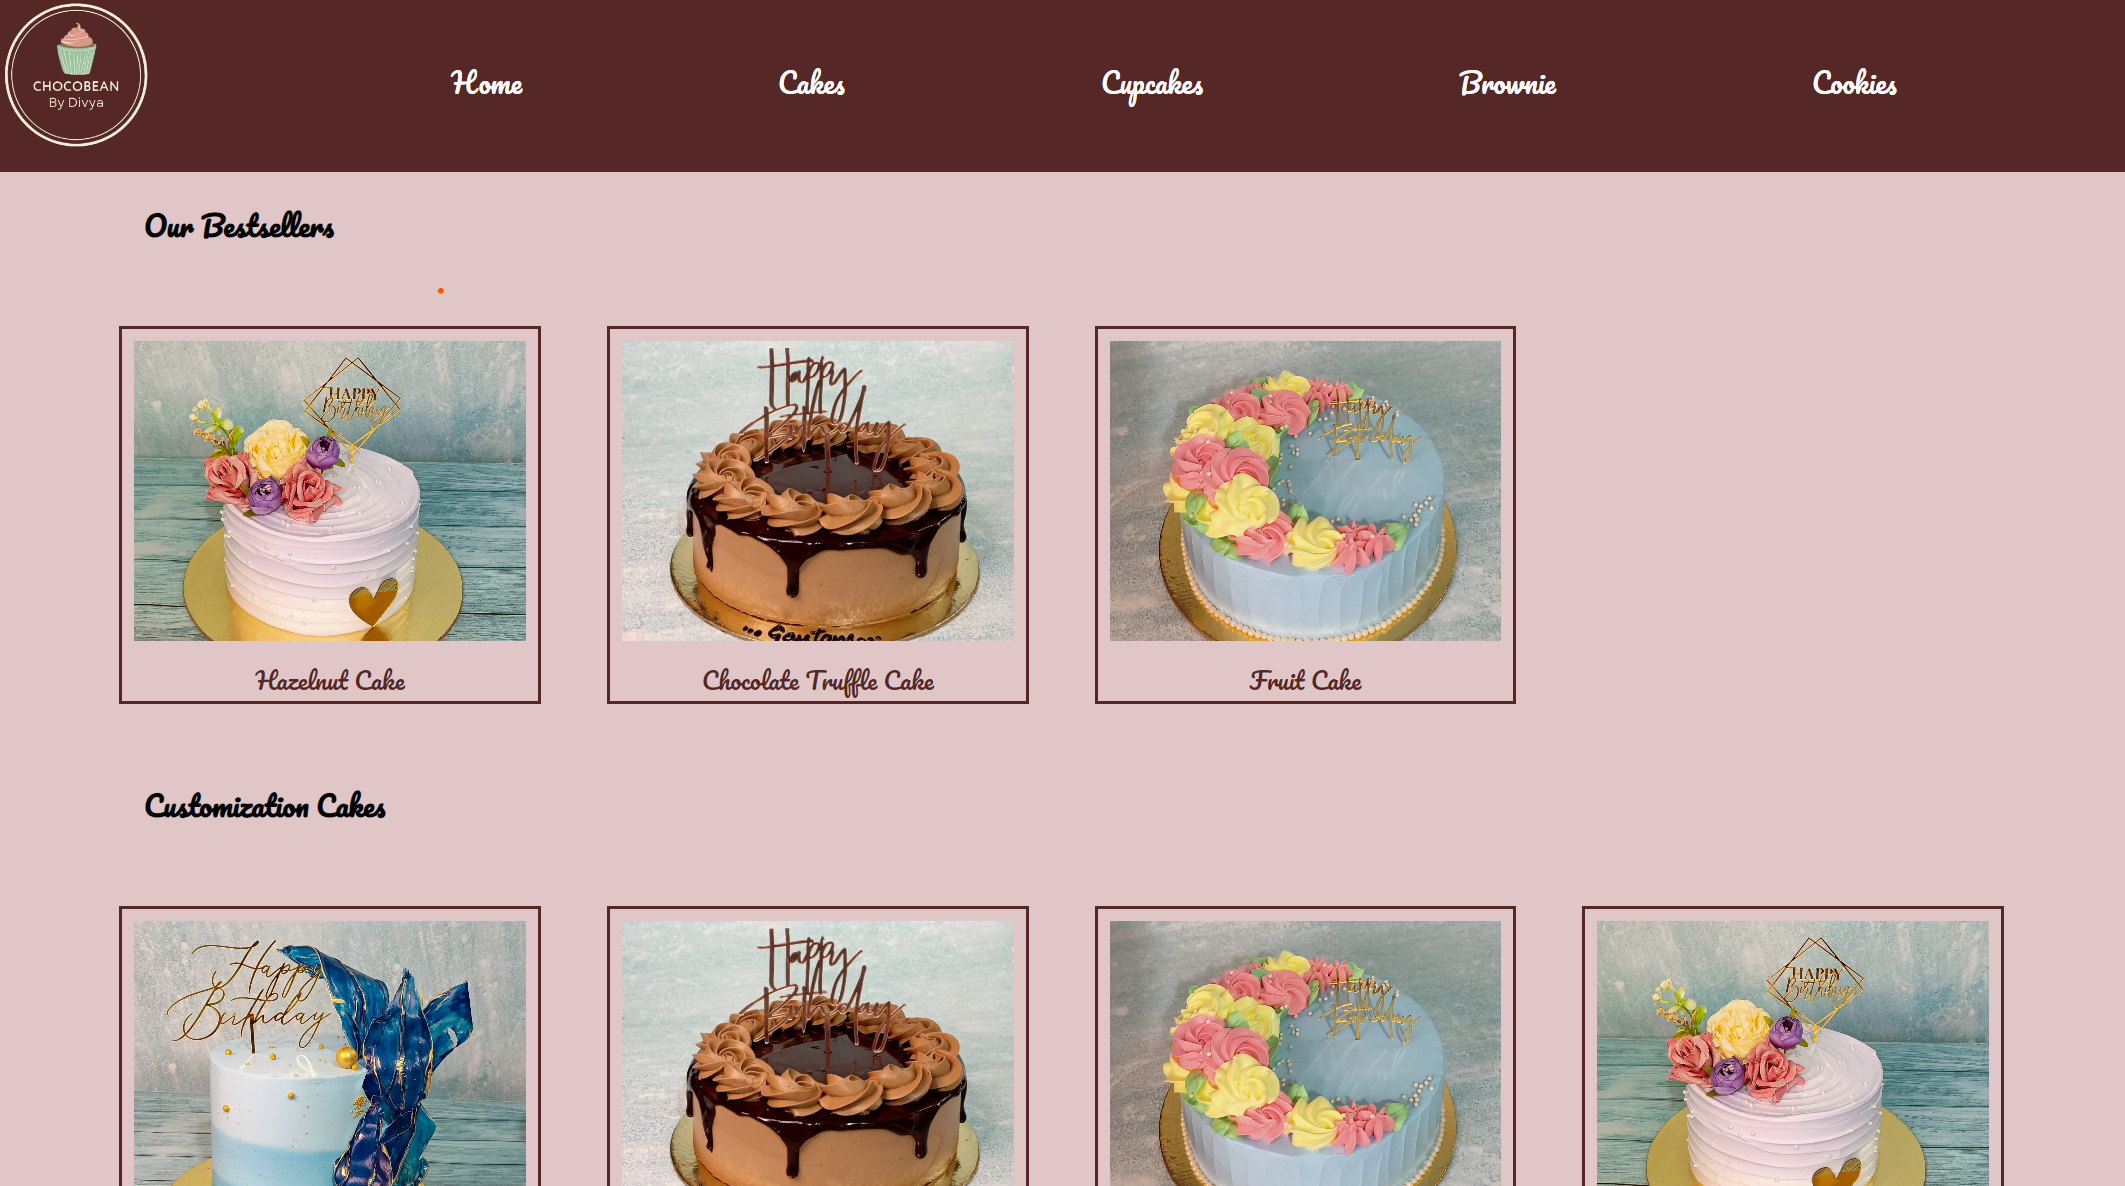 CHOCOBEAN
By Divya
Home Cakes Cupcakes Brownie Cookies
Our Bestsellers
HAPPY
Birthday
Happy
Birthday
Happy
Birthday
Hazelnut Cake Chocolate Truffle Cake Fruit Cake
Customization Cakes
Happy
Birthday
Happy
Birthday
Happy
Birthday
HAPPY
Birthday